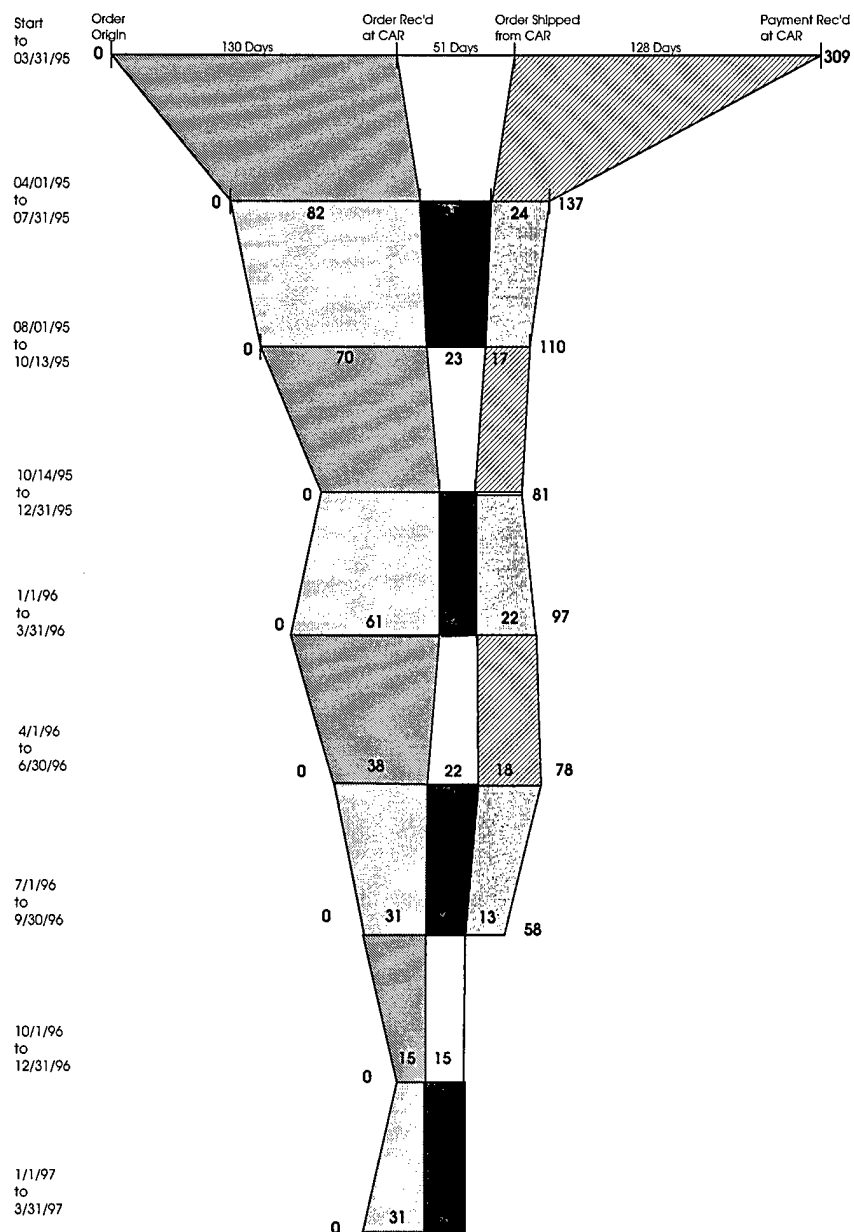 Start
to
03/31/95
Order
Origin
Order Rec'd
at CAR
Order Shipped
from CAR
Payment Rec'd
at CAR
0
130 Days
51 Days
128 Days
309
04/01/95
to
07/31/95
0
82
24
137
08/01/95
to
10/13/95
0
70
23
17
110
10/14/95
to
12/31/95
0
81
1/1/96
to
3/31/96
0
61
22
97
4/1/96
to
6/30/96
0
38
22
18
78
7/1/96
to
9/30/96
0
31
13
58
10/1/96
to
12/31/96
0
15
15
1/1/97
to
3/31/97
0
31